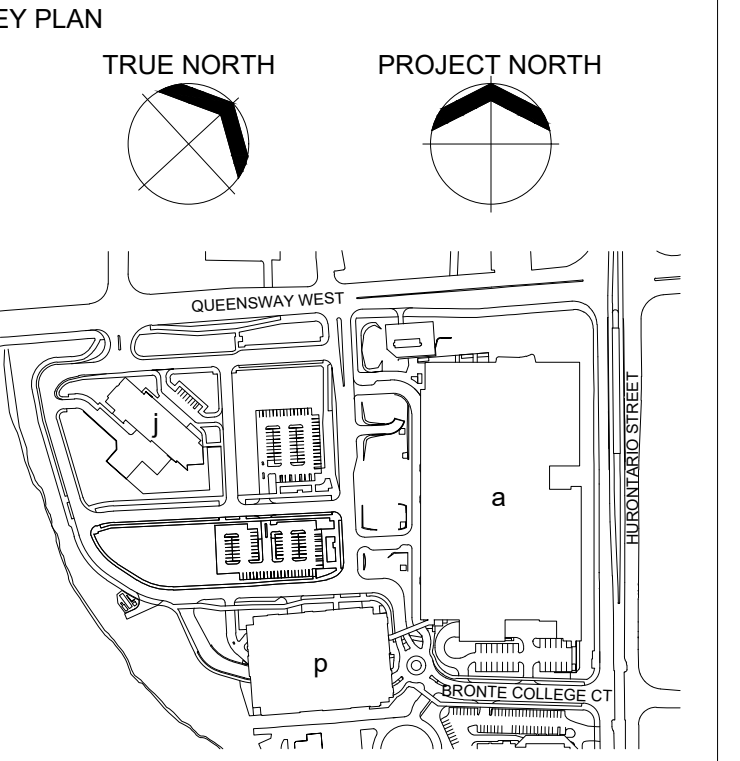 EY PLAN
TRUE NORTH
PROJECT NORTH
QUEENSWAY WEST
HURONTARIO STREET
j
a
p
BRONTE COLLEGE CT